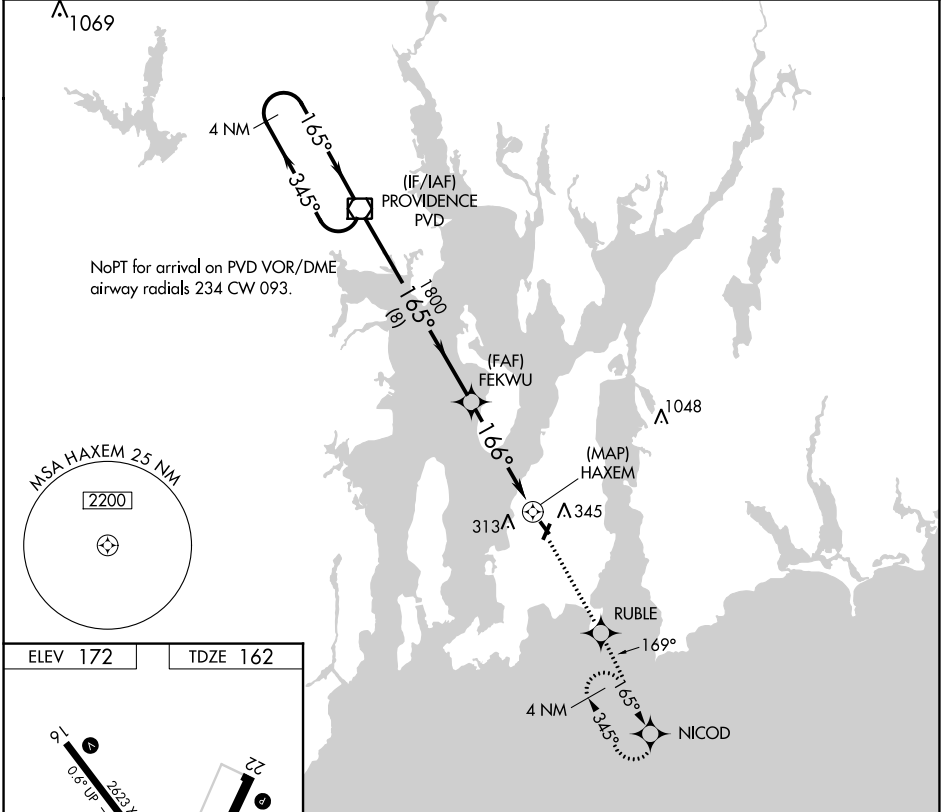 1069
4 NM
165°
345°
(IF/IAF)
PROVIDENCE
PVD
NoPT for arrival on PVD VOR/DME
airway radials 234 CW 093.
1800
165°
(8)
(FAF)
FEKWU
1048
166°
(MAP)
HAXEM
MSA HAXEM 25 NM
2200
313
345
RUBLE
169°
165°
4 NM
345°
NICOD
ELEV 172
TDZE 162
16
V
0.6° UP
2623 X
22
P